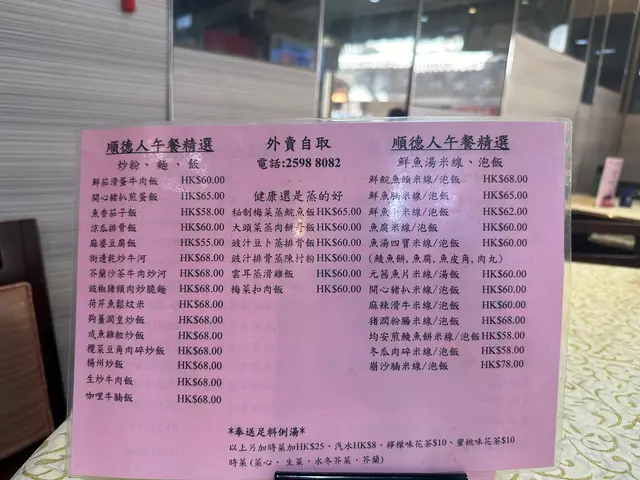 順德人午餐精選
炒粉、麵、飯
鮮茄滑蛋牛肉飯 HK$60.00
開心豬扒煎蛋飯 HK$65.00
魚香茄子飯 HK$58.00
涼瓜排骨飯 HK$60.00
麻婆豆腐飯 HK$55.00
街邊乾炒牛河 HK$68.00
芥蘭沙茶牛肉炒河 HK$68.00
豉椒豬頸肉炒脆麵 HK$68.00
荷芹魚鬆炆米 HK$68.00
夠薑潤皇炒飯 HK$68.00
咸魚雞粒炒飯 HK$68.00
欖菜豆角肉碎炒飯 HK$68.00
楊州炒飯 HK$68.00
生炒牛肉飯 HK$68.00
咖哩牛腩飯 HK$68.00
外賣自取
電話:2598 8082
健康還是蒸的好
秘制梅菜蒸鯇魚飯 HK$65.00
大頭菜蒸肉餅飯 HK$60.00
豉汁豆卜蒸排骨飯 HK$60.00
豉汁排骨蒸陳村粉 HK$60.00
雲耳蒸滑雞飯 HK$60.00
梅菜扣肉飯 HK$60.00
順德人午餐精選
鮮魚湯米線、泡飯
鮮鯇魚頭米線/泡飯 HK$68.00
鮮魚腩米線/泡飯 HK$65.00
鮮魚米線/泡飯 HK$62.00
魚腐米線/泡飯 HK$60.00
魚湯四寶米線/泡飯 HK$60.00
(鯪魚餅,魚腐,魚皮角,肉丸)
元茜魚片米線/湯飯 HK$60.00
開心豬扒米線/泡飯 HK$60.00
麻辣滑牛米線/泡飯 HK$60.00
猪潤粉腸米線/泡飯 HK$68.00
均安煎鯪魚餅米線/泡飯 HK$58.00
冬瓜肉碎米線/泡飯 HK$58.00
崩沙腩米線/泡飯 HK$78.00
*奉送足料例湯*
以上另加時菜加HK$25、汽水HK$8、檸檬味花茶$10、蜜桃味花茶$10
時菜(菜心、生菜,水冬芥菜,芥蘭)